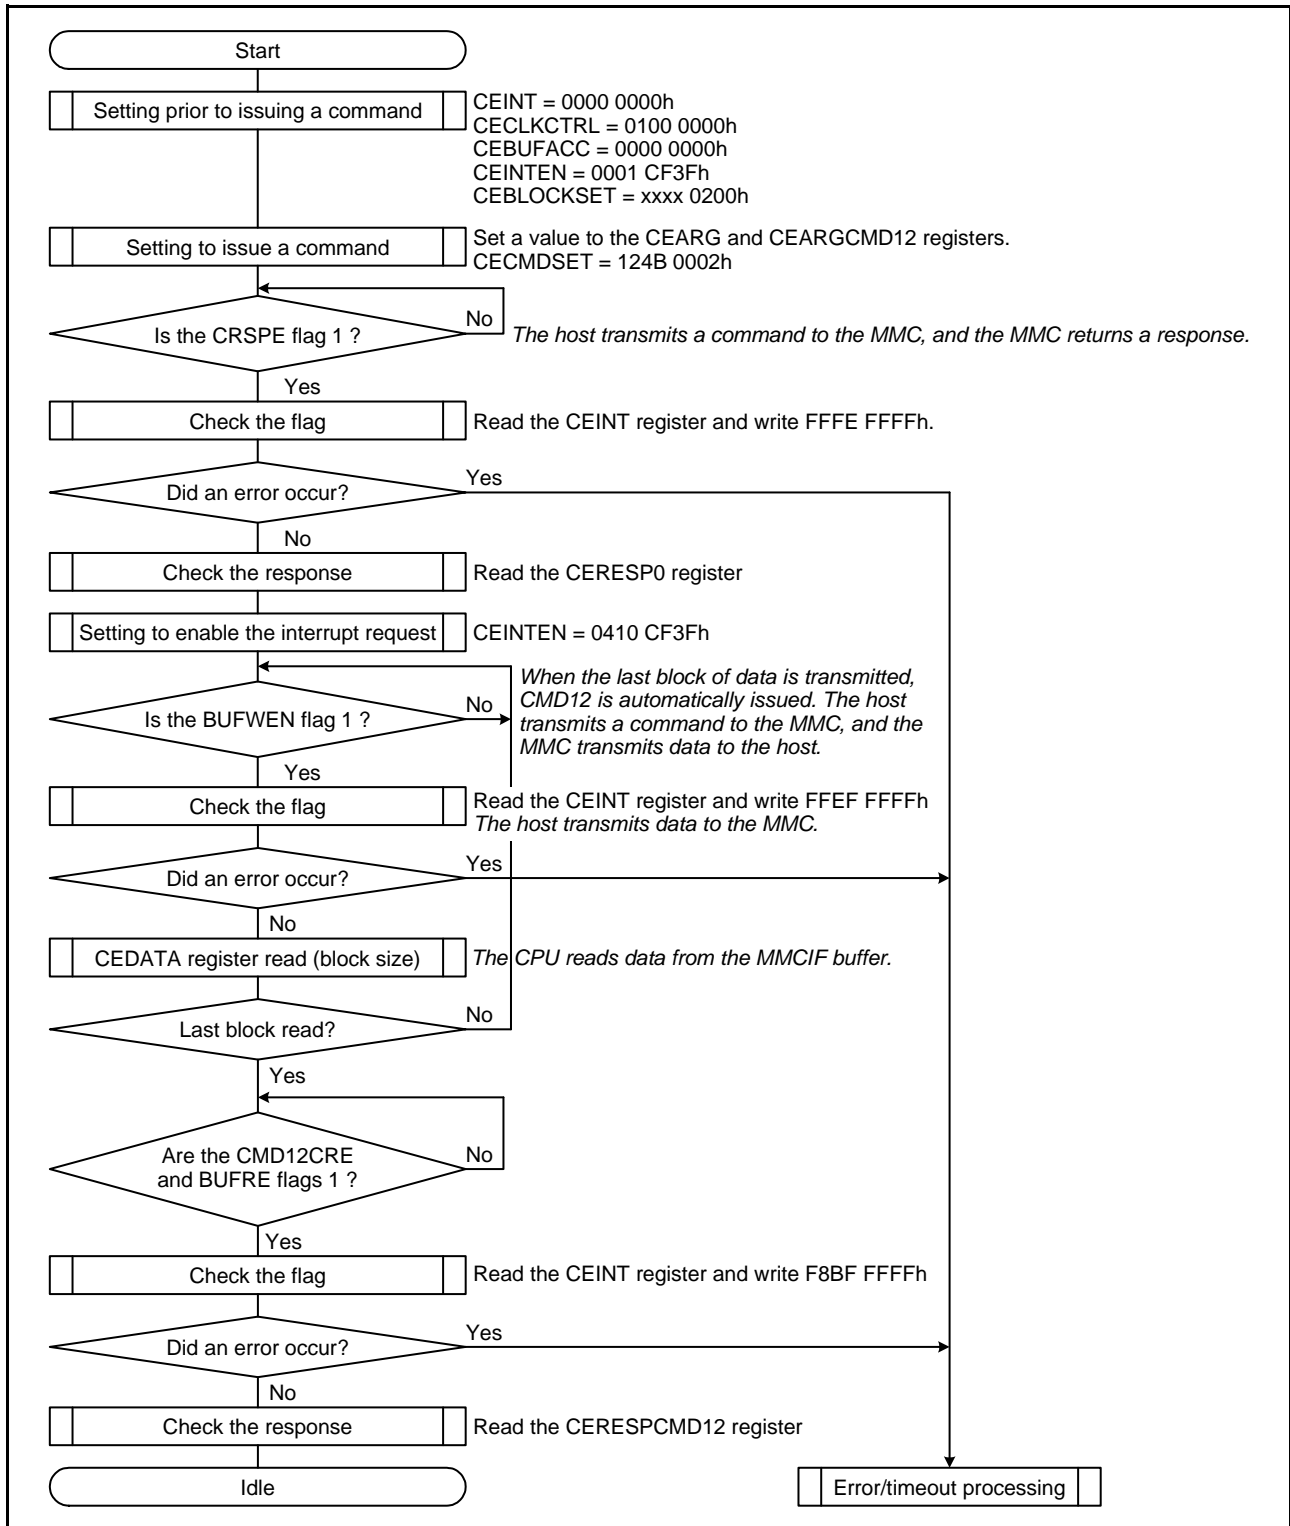 Start
Setting prior to issuing a command
CEINT = 0000 0000h
CECLKCTRL = 0100 0000h
CEBUFACC = 0000 0000h
CEINTEN = 0001 CF3Fh
CEBLOCKSET = xxxx 0200h
Setting to issue a command
Set a value to the CEARG and CEARGCMD12 registers.
CECMDSET = 124B 0002h
Is the CRSPE flag 1 ?
No
The host transmits a command to the MMC, and the MMC returns a response.
Yes
Check the flag
Read the CEINT register and write FFFE FFFFh.
Did an error occur?
Yes
No
Check the response
Read the CERESP0 register
Setting to enable the interrupt request
CEINTEN = 0410 CF3Fh
Is the BUFWEN flag 1 ?
No
When the last block of data is transmitted,
CMD12 is automatically issued. The host
transmits a command to the MMC, and the
MMC transmits data to the host.
Yes
Check the flag
Read the CEINT register and write FFEF FFFFh
The host transmits data to the MMC.
Did an error occur?
Yes
No
CEDATA register read (block size)
The CPU reads data from the MMCIF buffer.
Last block read?
No
Yes
Are the CMD12CRE
and BUFRE flags 1 ?
No
Yes
Check the flag
Read the CEINT register and write F8BF FFFFh
Did an error occur?
Yes
No
Check the response
Read the CERESPCMD12 register
Idle
Error/timeout processing